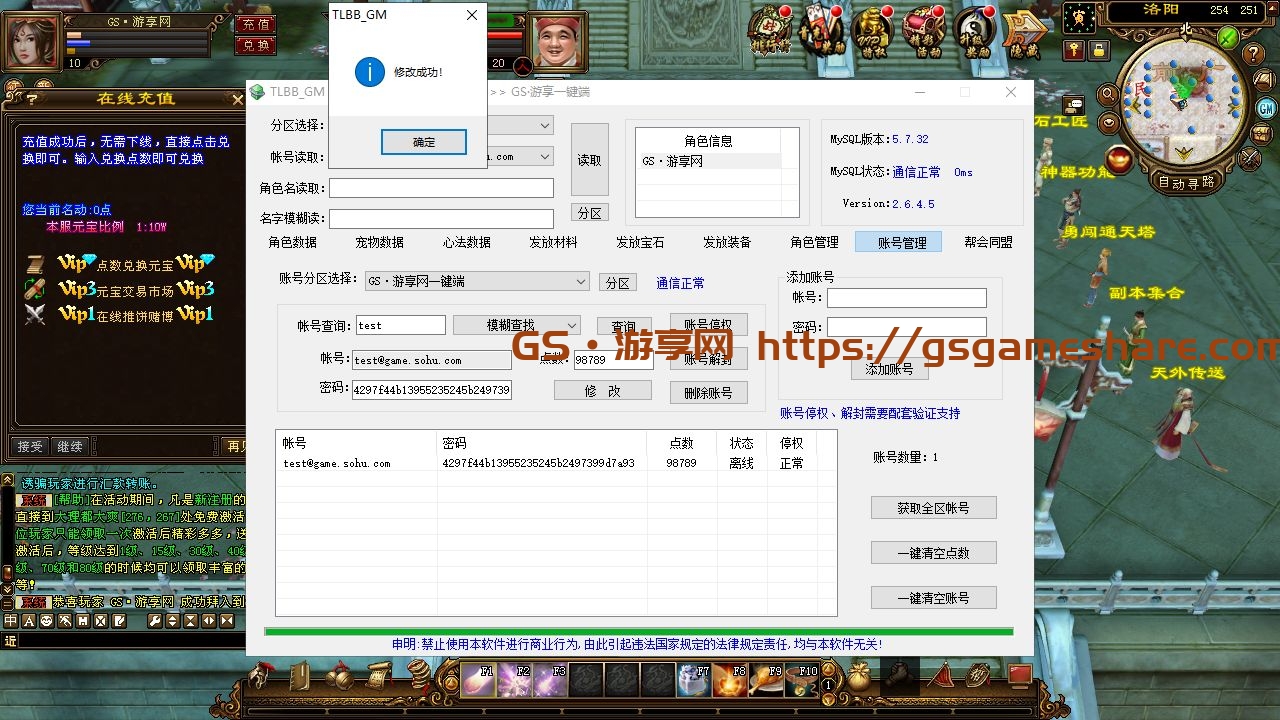 GS·游享网
10
充值
兑换
TLBB_GM
修改成功!
确定
20
洛阳
254 251
北
自动寻路
在线充值
充值成功后，无需下线，直接点击兑
换即可。输入兑换点数即可兑换
您当前名动:0点
本服元宝比例 1:10W
Vip点数兑换元宝Vip
Vip3元宝交易市场Vip3
Vip1在线推饼赌博Vip1
接受
继续
再见
TLBB_GM
>> GS·游享网一键端
分区选择:
帐号读取:
u.com
角色名读取:
名字模糊读:
读取
分区
角色信息
GS·游享网
MySQL版本:5.7.32
MySQL状态:通信正常 0ms
Version:2.6.4.5
角色数据
宠物数据
心法数据
发放材料
发放宝石
发放装备
角色管理
账号管理
帮会同盟
账号分区选择:
GS·游享网一键端
分区
通信正常
帐号查询:
test
模糊查找
查询
账号停权
帐号:
test@game.sohu.com
点数:
98789
账号解封
密码:
4297f44b13955235245b249739
修 改
删除账号
添加账号
帐号:
密码:
添加账号
账号停权、解封需要配套验证支持
GS·游享网 https://gsgameshare.com
帐号 密码 点数 状态 停权
test@game.sohu.com 4297f44b13955235245b2497399d7a93 98789 离线 正常
账号数量: 1
获取全区帐号
一键清空点数
一键清空账号
申明:禁止使用本软件进行商业行为,由此引起违法国家规定的法律规定责任,均与本软件无关!
石工匠
神器功能
勇闯通天塔
副本集合
天外传送
诱骗玩家进行汇款转账。
系统 [帮助]在活动期间，凡是新注册的
直接到大理都大爽[276，267]处免费激活
位玩家只能领取一次激活后精彩多多，送
激活后，等级达到1级、15级、30级、40级
级、70级和80级的时候均可以领取丰富的
等!
系统 恭喜玩家 GS·游享网 成功拜入到
近
F1
F2
F3
F7
F8
F9
F10